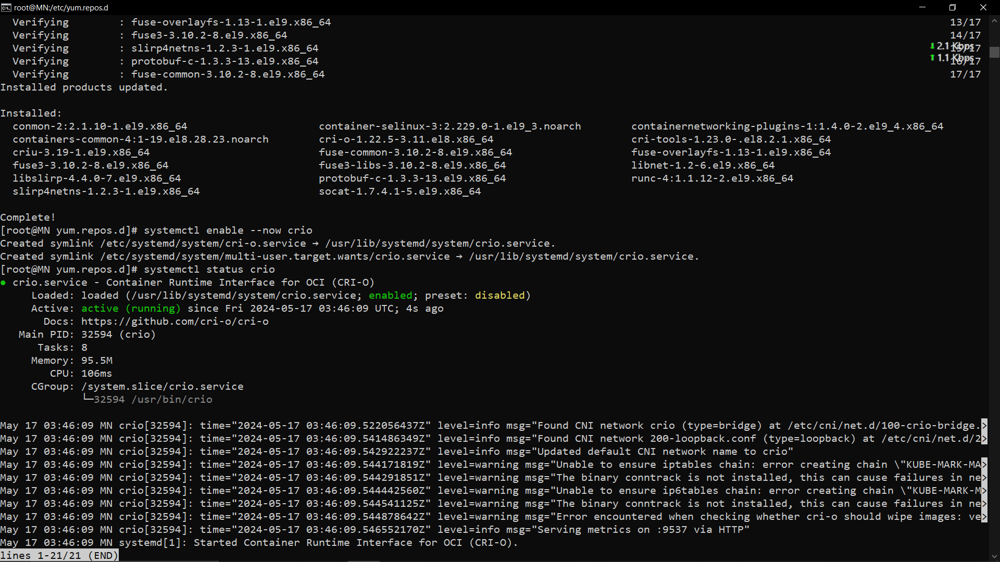 root@MN:/etc/yum.repos.d
Verifying : fuse-overlayfs-1.13-1.el9.x86_64 13/17
Verifying : fuse3-3.10.2-8.el9.x86_64 14/17
Verifying : slirp4netns-1.2.3-1.el9.x86_64 15/17
2.1 Kbps
Verifying : protobuf-c-1.3.3-13.el9.x86_64 16/17
1.1 Kbps
Verifying : fuse-common-3.10.2-8.el9.x86_64 17/17
Installed products updated.
Installed:
conmon-2:2.1.10-1.el9.x86_64 container-selinux-3:2.229.0-1.el9_3.noarch containernetworking-plugins-1:1.4.0-2.el9_4.x86_64
containers-common-4:1-19.el8.28.23.noarch cri-o-1.22.5-3.11.el8.x86_64 cri-tools-1.23.0-.el8.2.1.x86_64
criu-3.19-1.el9.x86_64 fuse-common-3.10.2-8.el9.x86_64 fuse-overlayfs-1.13-1.el9.x86_64
fuse3-3.10.2-8.el9.x86_64 fuse3-libs-3.10.2-8.el9.x86_64 libnet-1.2-6.el9.x86_64
libslirp-4.4.0-7.el9.x86_64 protobuf-c-1.3.3-13.el9.x86_64 runc-4:1.1.12-2.el9.x86_64
slirp4netns-1.2.3-1.el9.x86_64 socat-1.7.4.1-5.el9.x86_64
Complete!
[root@MN yum.repos.d]# systemctl enable --now crio
Created symlink /etc/systemd/system/cri-o.service → /usr/lib/systemd/system/crio.service.
Created symlink /etc/systemd/system/multi-user.target.wants/crio.service → /usr/lib/systemd/system/crio.service.
[root@MN yum.repos.d]# systemctl status crio
● crio.service - Container Runtime Interface for OCI (CRI-O)
Loaded: loaded (/usr/lib/systemd/system/crio.service; enabled; preset: disabled)
Active: active (running) since Fri 2024-05-17 03:46:09 UTC; 4s ago
Docs: https://github.com/cri-o/cri-o
Main PID: 32594 (crio)
Tasks: 8
Memory: 95.5M
CPU: 106ms
CGroup: /system.slice/crio.service
└─32594 /usr/bin/crio
May 17 03:46:09 MN crio[32594]: time="2024-05-17 03:46:09.522056437Z" level=info msg="Found CNI network crio (type=bridge) at /etc/cni/net.d/100-crio-bridge.>
May 17 03:46:09 MN crio[32594]: time="2024-05-17 03:46:09.541486349Z" level=info msg="Found CNI network 200-loopback.conf (type=loopback) at /etc/cni/net.d/2>
May 17 03:46:09 MN crio[32594]: time="2024-05-17 03:46:09.542922237Z" level=info msg="Updated default CNI network name to crio"
May 17 03:46:09 MN crio[32594]: time="2024-05-17 03:46:09.544171819Z" level=warning msg="Unable to ensure iptables chain: error creating chain \"KUBE-MARK-MA>
May 17 03:46:09 MN crio[32594]: time="2024-05-17 03:46:09.544291851Z" level=warning msg="The binary conntrack is not installed, this can cause failures in ne>
May 17 03:46:09 MN crio[32594]: time="2024-05-17 03:46:09.544442560Z" level=warning msg="Unable to ensure ip6tables chain: error creating chain \"KUBE-MARK-M>
May 17 03:46:09 MN crio[32594]: time="2024-05-17 03:46:09.544541125Z" level=warning msg="The binary conntrack is not installed, this can cause failures in ne>
May 17 03:46:09 MN crio[32594]: time="2024-05-17 03:46:09.544878642Z" level=warning msg="Error encountered when checking whether cri-o should wipe images: ve>
May 17 03:46:09 MN crio[32594]: time="2024-05-17 03:46:09.546552170Z" level=info msg="Serving metrics on :9537 via HTTP"
May 17 03:46:09 MN systemd[1]: Started Container Runtime Interface for OCI (CRI-O).
lines 1-21/21 (END)